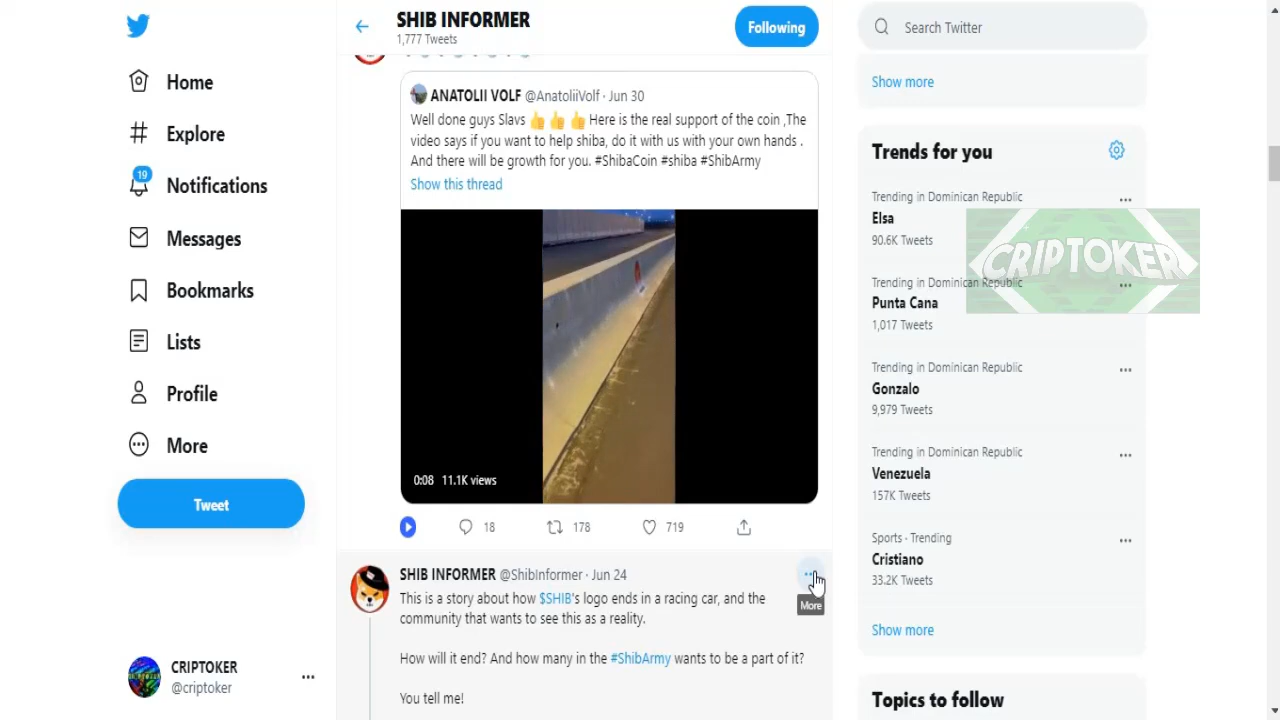 Home
Explore
19
Notifications
Messages
Bookmarks
Lists
Profile
More
Tweet
CRIPTOKER
@criptoker
SHIB INFORMER
1,777 Tweets
Following
ANATOLII VOLF @AnatoliiVolf · Jun 30
Well done guys Slavs 👍 👍 👍 Here is the real support of the coin ,The
video says if you want to help shiba, do it with us with your own hands .
And there will be growth for you. #ShibaCoin #shiba #ShibArmy
Show this thread
0:08 11.1K views
18 178 719
SHIB INFORMER @ShibInformer · Jun 24
This is a story about how $SHIB's logo ends in a racing car, and the
community that wants to see this as a reality.
How will it end? And how many in the #ShibArmy wants to be a part of it?
You tell me!
More
Search Twitter
Show more
Trends for you
Trending in Dominican Republic
Elsa
90.6K Tweets
CRIPTOKER
Trending in Dominican Republic
Punta Cana
1,017 Tweets
Trending in Dominican Republic
Gonzalo
9,979 Tweets
Trending in Dominican Republic
Venezuela
157K Tweets
Sports · Trending
Cristiano
33.2K Tweets
Show more
Topics to follow